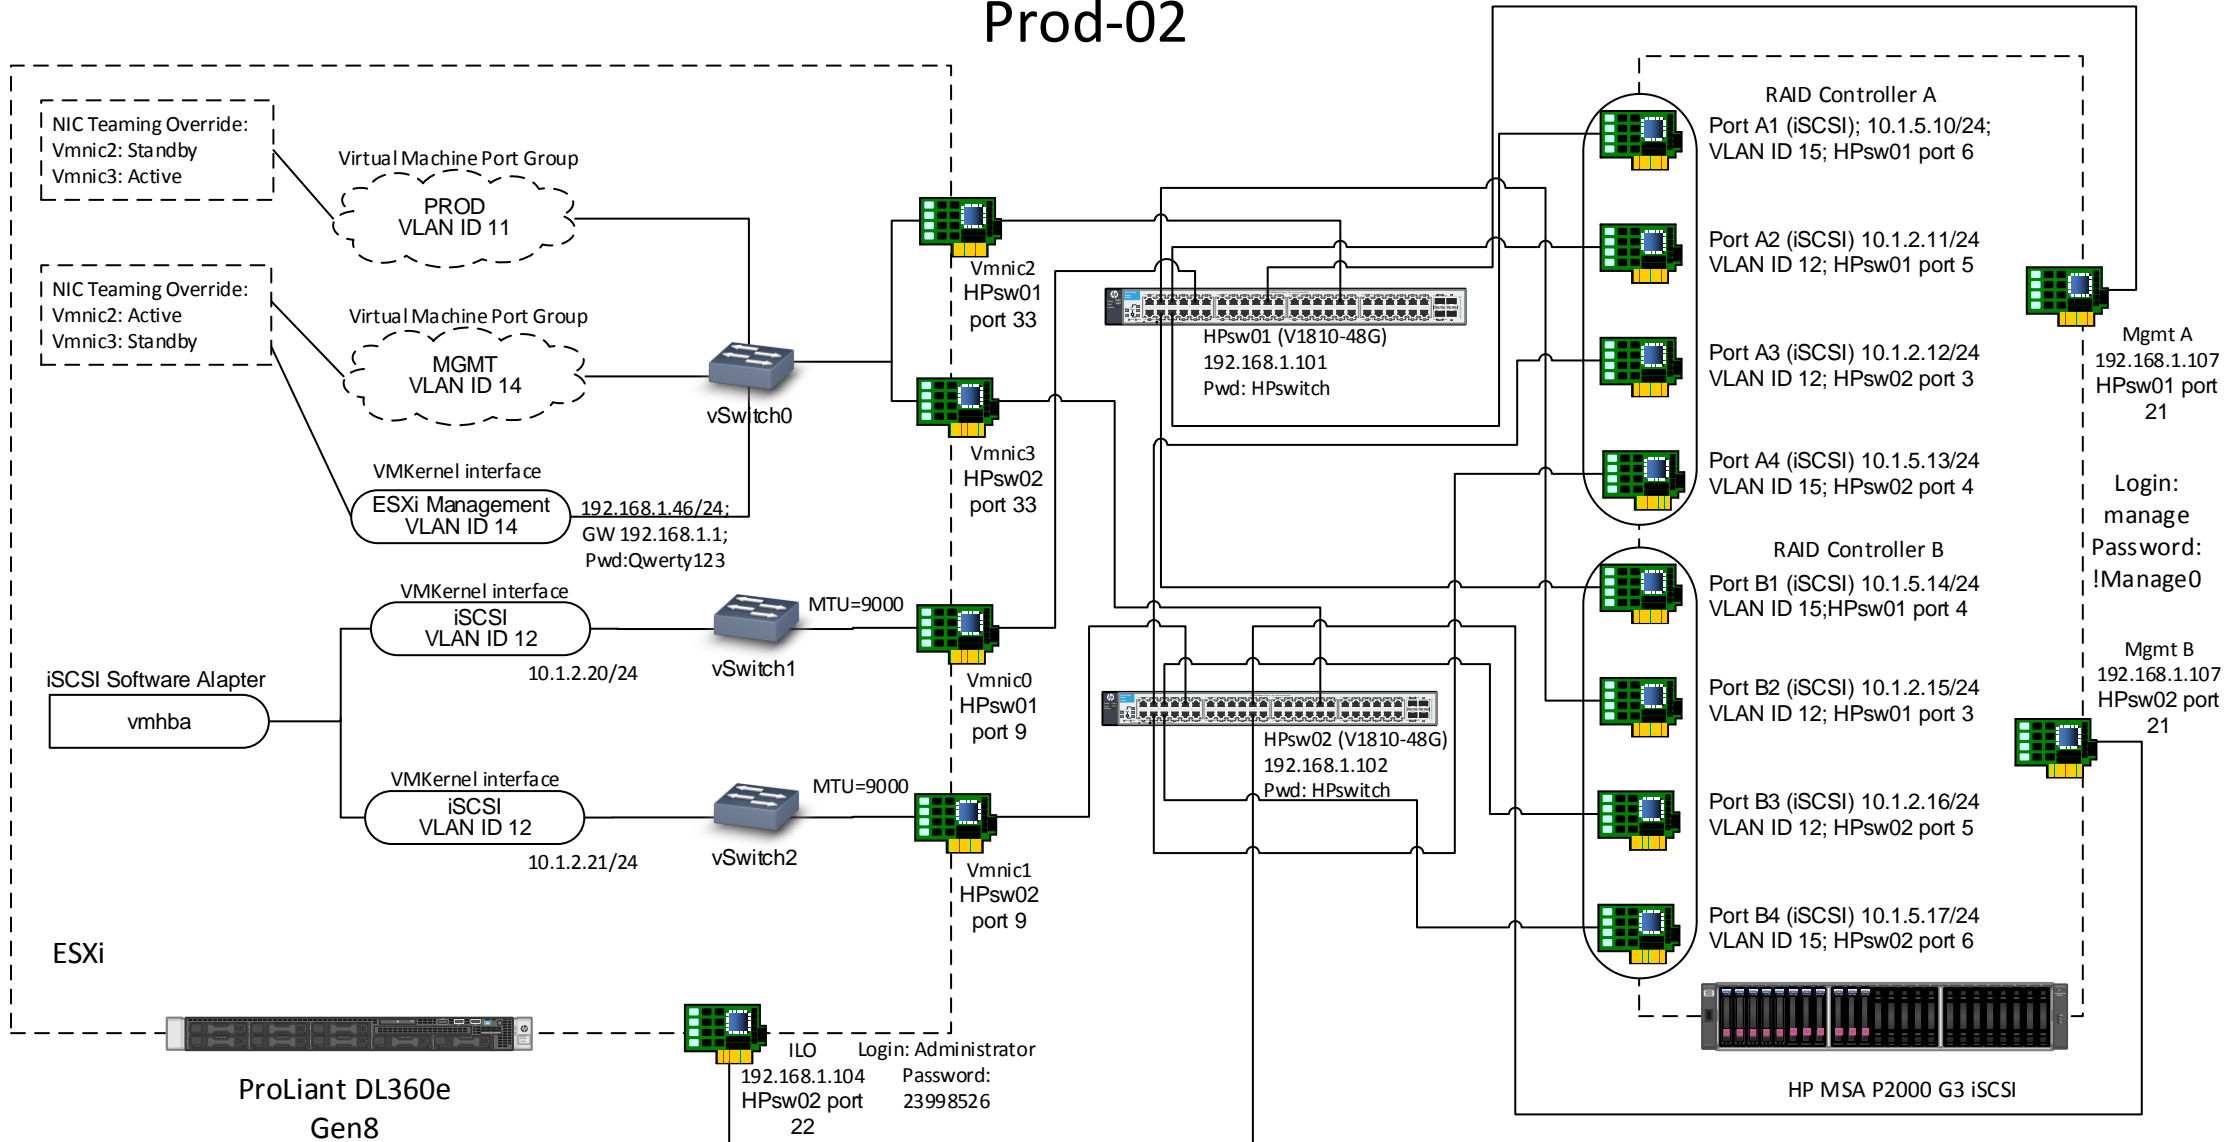 Prod-02
NIC Teaming Override:
Vmnic2: Standby
Vmnic3: Active
Virtual Machine Port Group
PROD
VLAN ID 11
NIC Teaming Override:
Vmnic2: Active
Vmnic3: Standby
Virtual Machine Port Group
MGMT
VLAN ID 14
vSwitch0
VMKernel interface
ESXi Management
VLAN ID 14
192.168.1.46/24;
GW 192.168.1.1;
Pwd:Qwerty123
VMKernel interface
iSCSI
VLAN ID 12
10.1.2.20/24
vSwitch1
MTU=9000
iSCSI Software Alapter
vmhba
VMKernel interface
iSCSI
VLAN ID 12
10.1.2.21/24
vSwitch2
MTU=9000
ESXi
Vmnic2
HPsw01
port 33
Vmnic3
HPsw02
port 33
Vmnic0
HPsw01
port 9
Vmnic1
HPsw02
port 9
ProLiant DL360e
Gen8
ILO
192.168.1.104
HPsw02 port
22
Login: Administrator
Password:
23998526
HPsw01 (V1810-48G)
192.168.1.101
Pwd: HPswitch
HPsw02 (V1810-48G)
192.168.1.102
Pwd: HPswitch
RAID Controller A
Port A1 (iSCSI); 10.1.5.10/24;
VLAN ID 15; HPsw01 port 6
Port A2 (iSCSI) 10.1.2.11/24
VLAN ID 12; HPsw01 port 5
Port A3 (iSCSI) 10.1.2.12/24
VLAN ID 12; HPsw02 port 3
Port A4 (iSCSI) 10.1.5.13/24
VLAN ID 15; HPsw02 port 4
RAID Controller B
Port B1 (iSCSI) 10.1.5.14/24
VLAN ID 15;HPsw01 port 4
Port B2 (iSCSI) 10.1.2.15/24
VLAN ID 12; HPsw01 port 3
Port B3 (iSCSI) 10.1.2.16/24
VLAN ID 12; HPsw02 port 5
Port B4 (iSCSI) 10.1.5.17/24
VLAN ID 15; HPsw02 port 6
HP MSA P2000 G3 iSCSI
Mgmt A
192.168.1.107
HPsw01 port
21
Login:
manage
Password:
!Manage0
Mgmt B
192.168.1.107
HPsw02 port
21